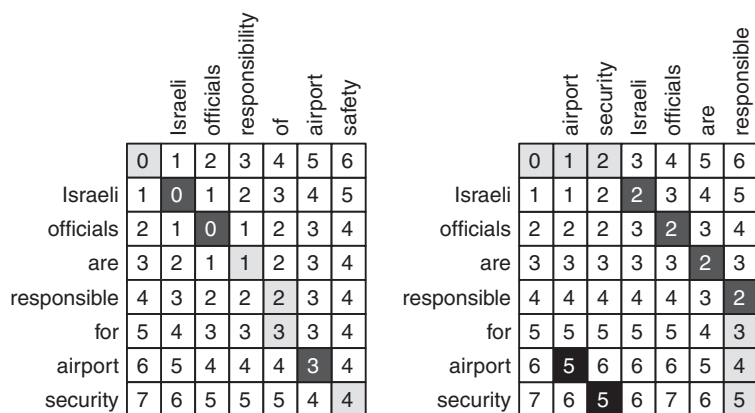 Israeli officials responsibility of airport safety
0 1 2 3 4 5 6
Israeli 1 0 1 2 3 4 5
officials 2 1 0 1 2 3 4
are 3 2 1 1 2 3 4
responsible 4 3 2 2 2 3 4
for 5 4 3 3 3 3 4
airport 6 5 4 4 4 3 4
security 7 6 5 5 5 4 4
airport security Israeli officials are responsible
0 1 2 3 4 5 6
Israeli 1 1 2 2 3 4 5
officials 2 2 2 3 2 3 4
are 3 3 3 3 3 2 3
responsible 4 4 4 4 4 3 2
for 5 5 5 5 5 4 3
airport 6 5 6 6 6 5 4
security 7 6 5 6 7 6 5